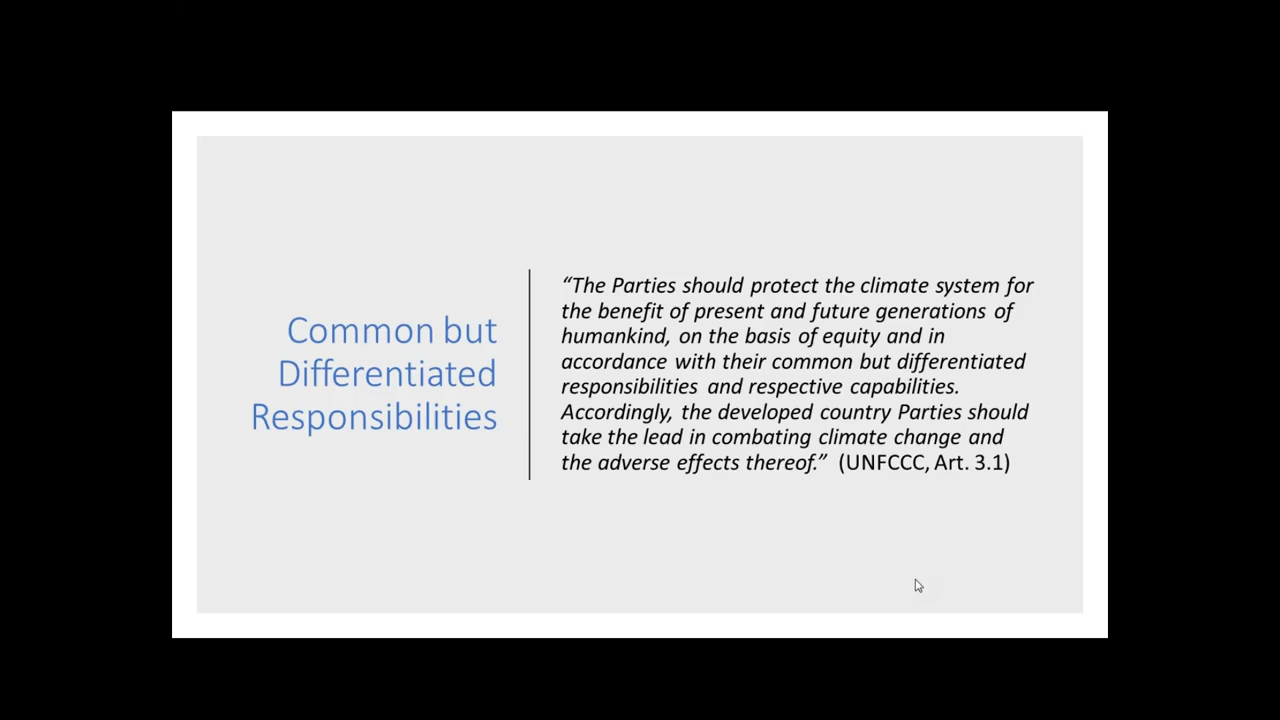 Common but
Differentiated
Responsibilities
“The Parties should protect the climate system for
the benefit of present and future generations of
humankind, on the basis of equity and in
accordance with their common but differentiated
responsibilities and respective capabilities.
Accordingly, the developed country Parties should
take the lead in combating climate change and
the adverse effects thereof.” (UNFCCC, Art. 3.1)